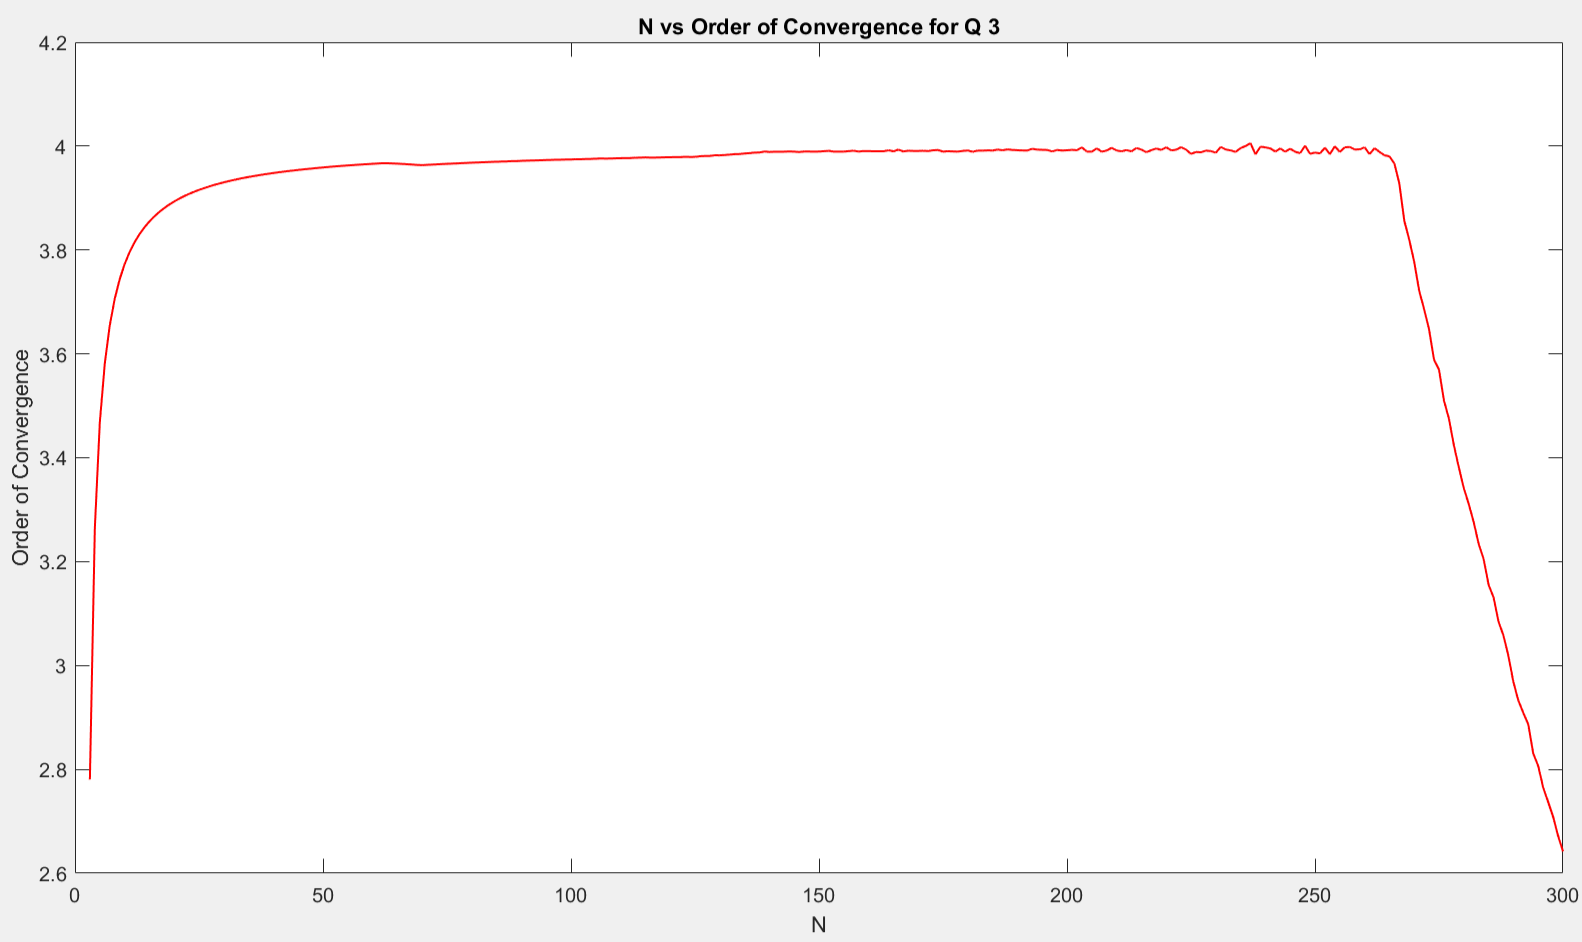 N vs Order of Convergence for Q 3
Order of Convergence
4.2
4
3.8
3.6
3.4
3.2
3
2.8
2.6
0 50 100 150 200 250 300
N